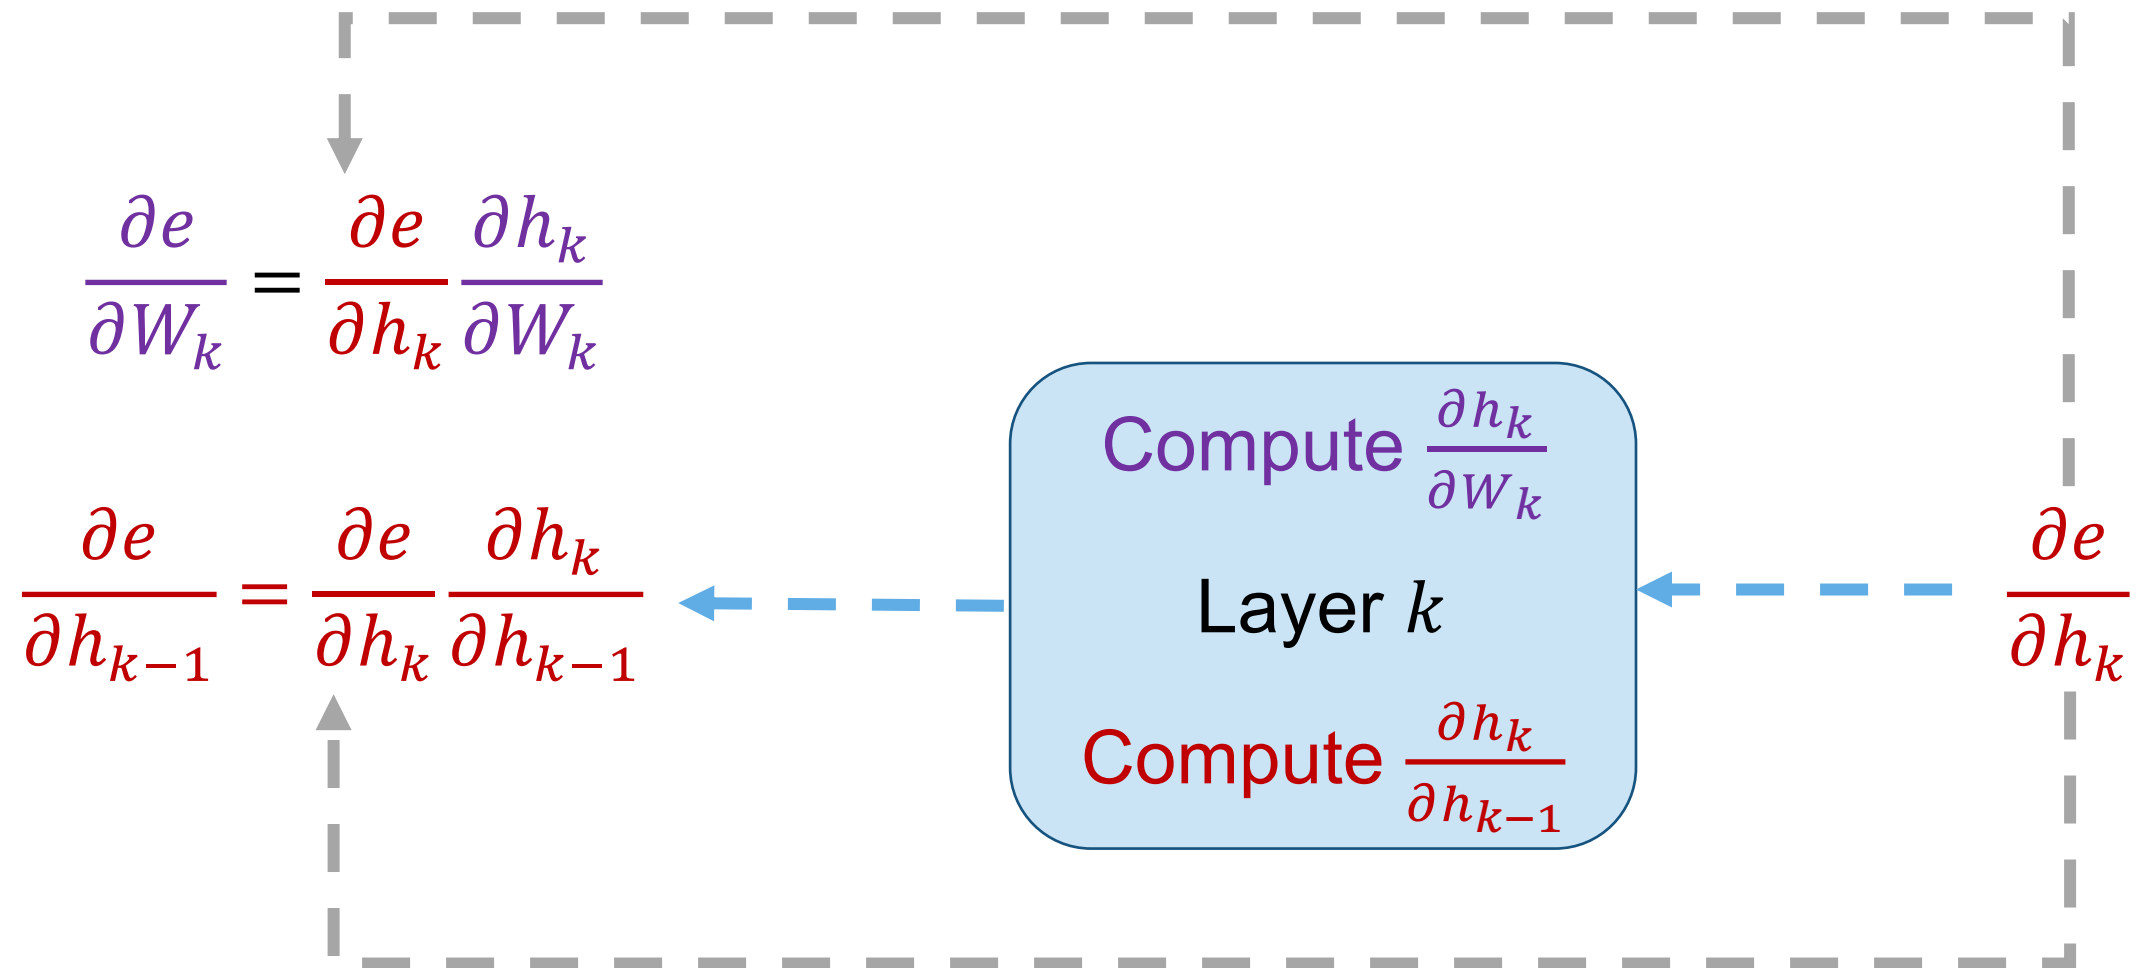 ∂e/∂W_k = ∂e/∂h_k ∂h_k/∂W_k
∂e/∂h_{k−1} = ∂e/∂h_k ∂h_k/∂h_{k−1}
Compute ∂h_k/∂W_k
Layer k
Compute ∂h_k/∂h_{k−1}
∂e/∂h_k